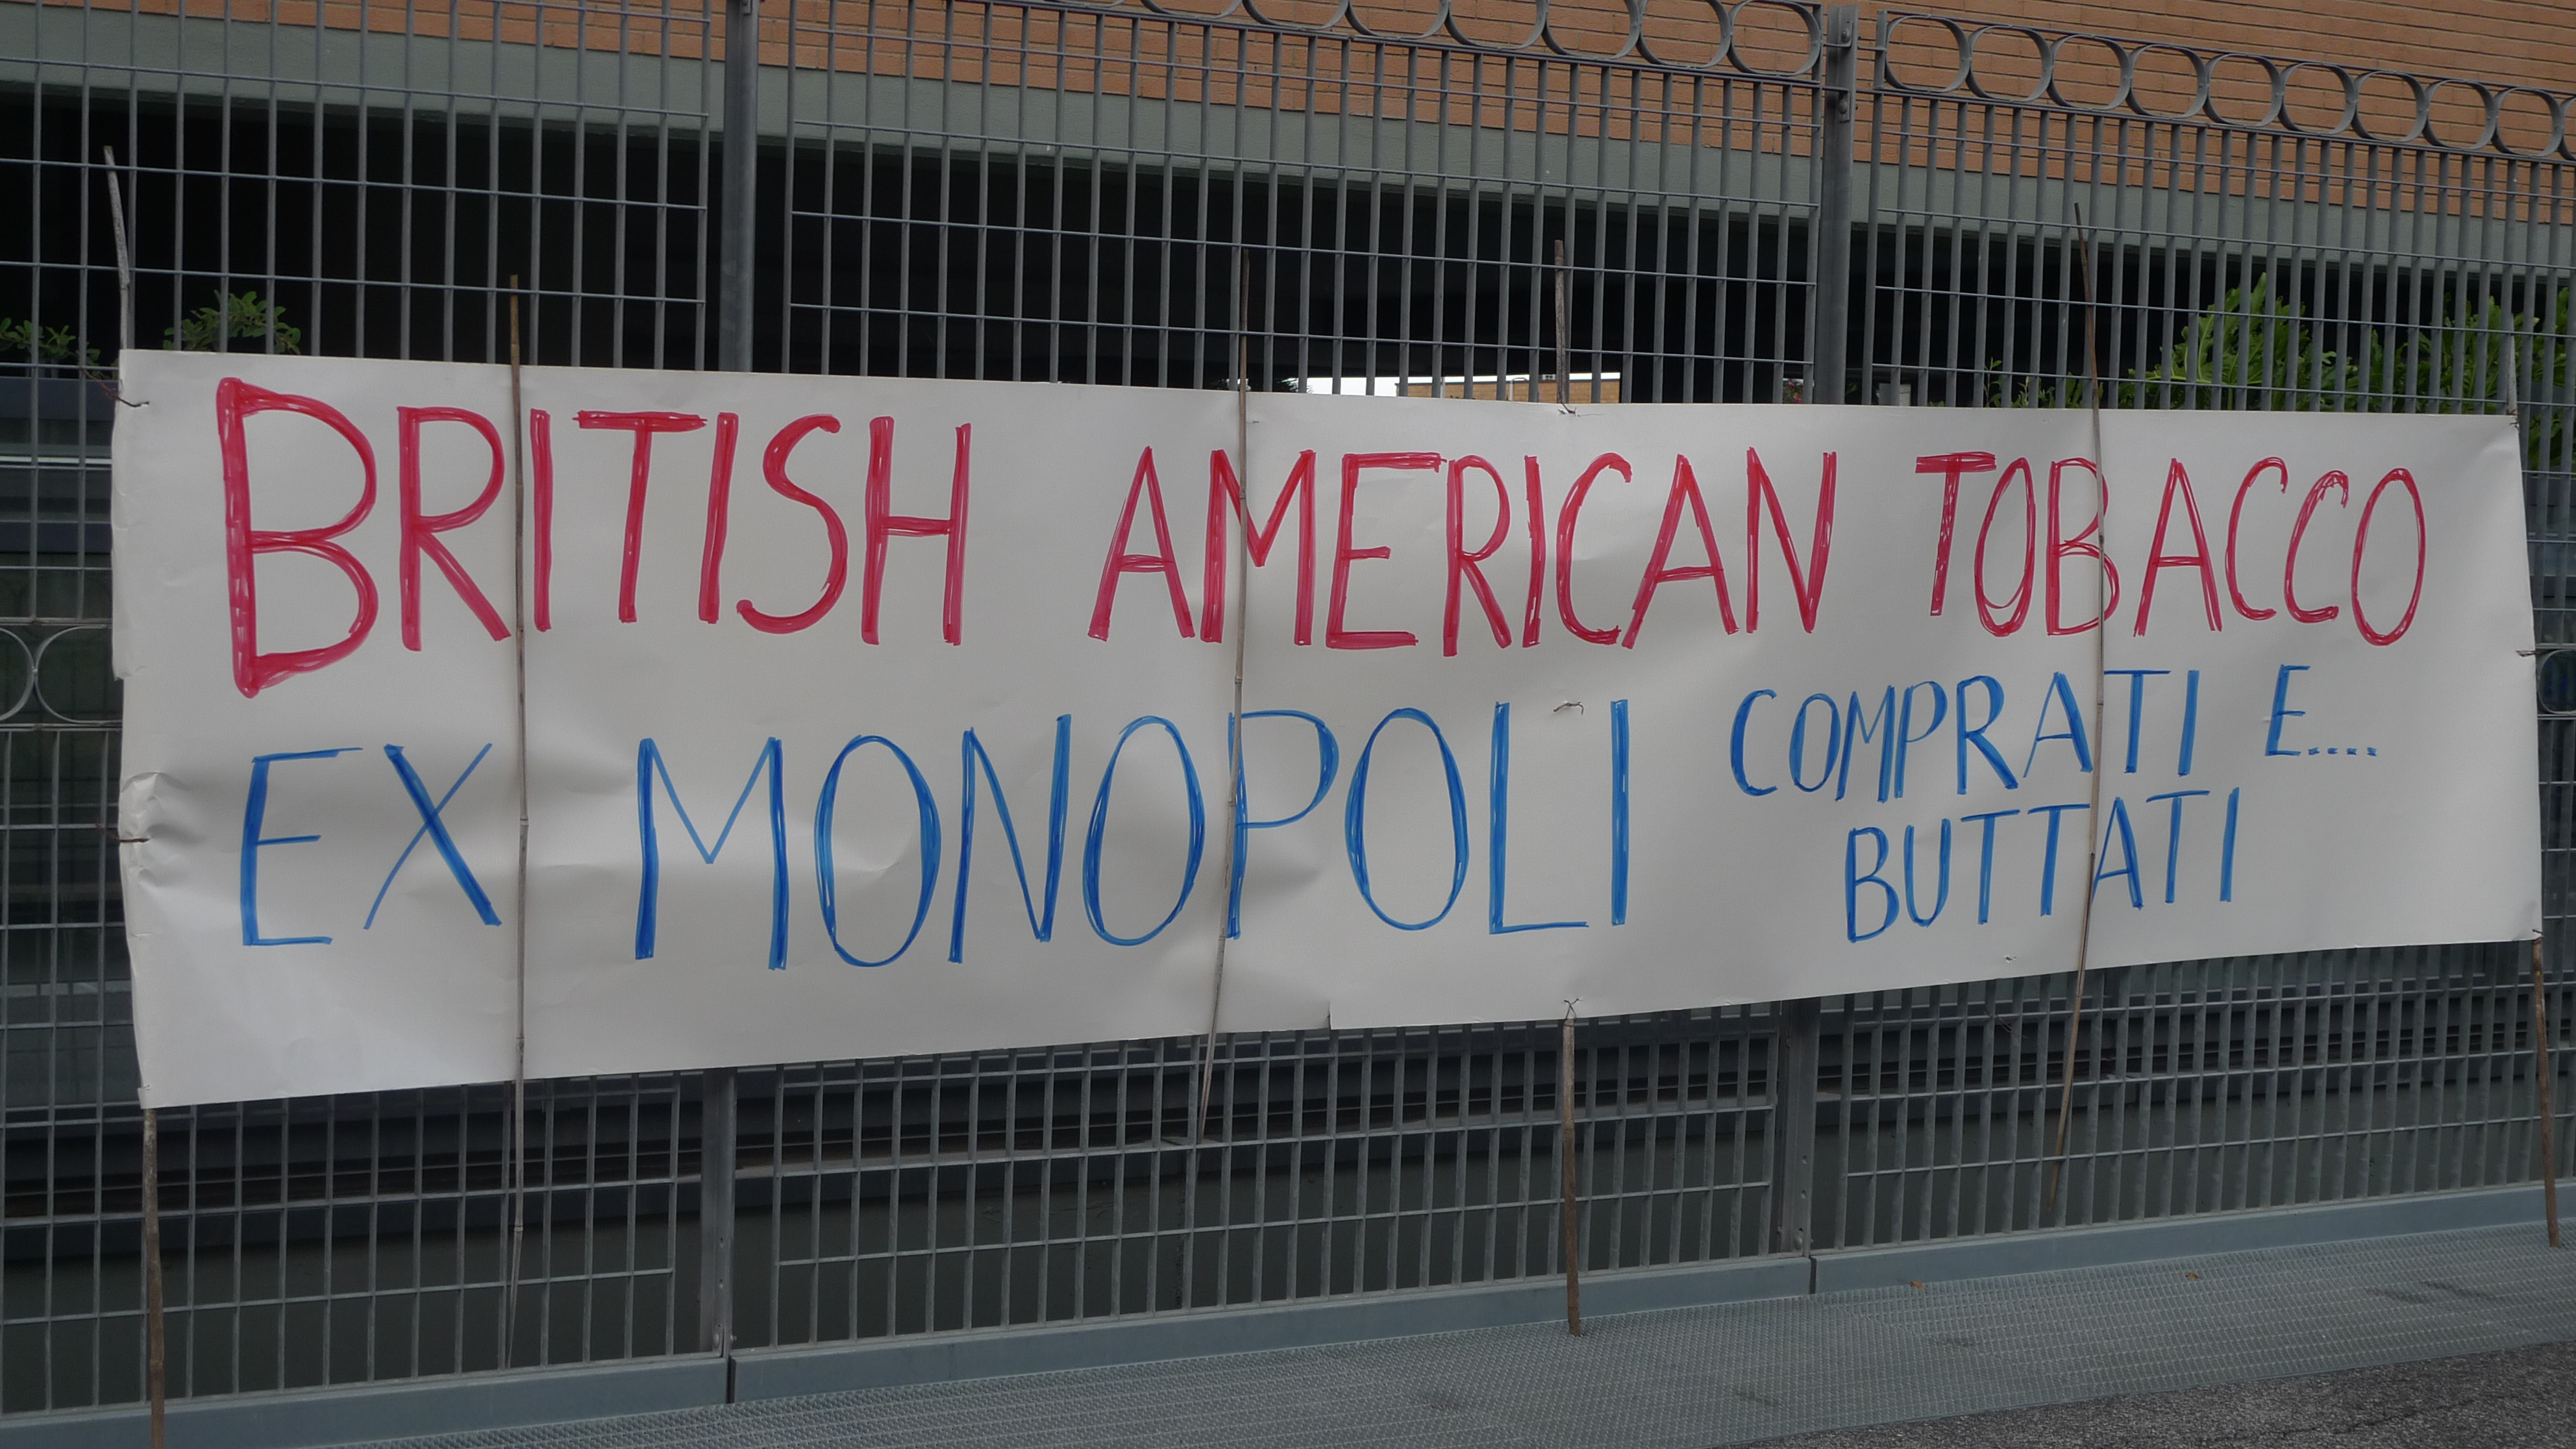 BRITISH AMERICAN TOBACCO
EX MONOPOLI COMPRATI E....
BUTTATI